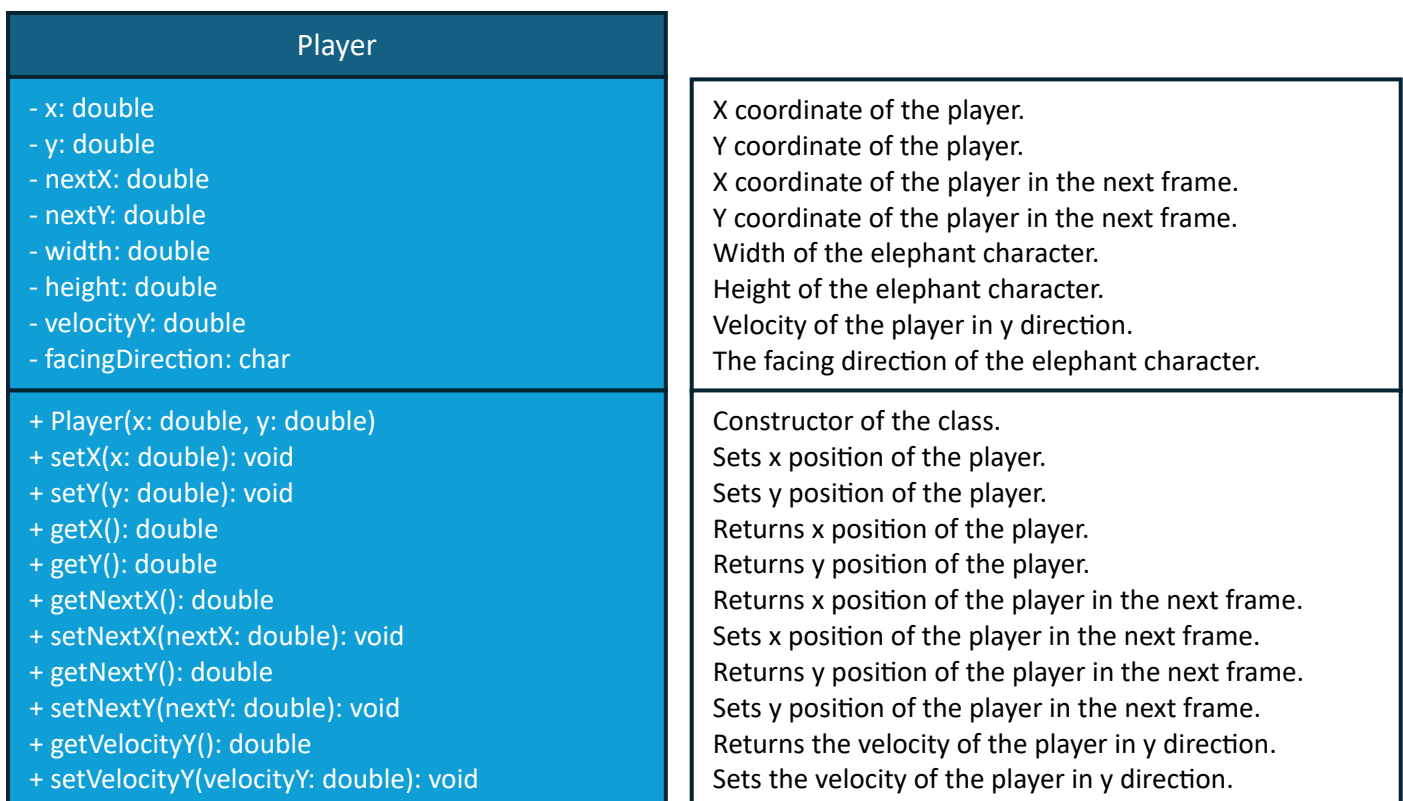 Player
- x: double
- y: double
- nextX: double
- nextY: double
- width: double
- height: double
- velocityY: double
- facingDirection: char
X coordinate of the player.
Y coordinate of the player.
X coordinate of the player in the next frame.
Y coordinate of the player in the next frame.
Width of the elephant character.
Height of the elephant character.
Velocity of the player in y direction.
The facing direction of the elephant character.
+ Player(x: double, y: double)
+ setX(x: double): void
+ setY(y: double): void
+ getX(): double
+ getY(): double
+ getNextX(): double
+ setNextX(nextX: double): void
+ getNextY(): double
+ setNextY(nextY: double): void
+ getVelocityY(): double
+ setVelocityY(velocityY: double): void
Constructor of the class.
Sets x position of the player.
Sets y position of the player.
Returns x position of the player.
Returns y position of the player.
Returns x position of the player in the next frame.
Sets x position of the player in the next frame.
Returns y position of the player in the next frame.
Sets y position of the player in the next frame.
Returns the velocity of the player in y direction.
Sets the velocity of the player in y direction.